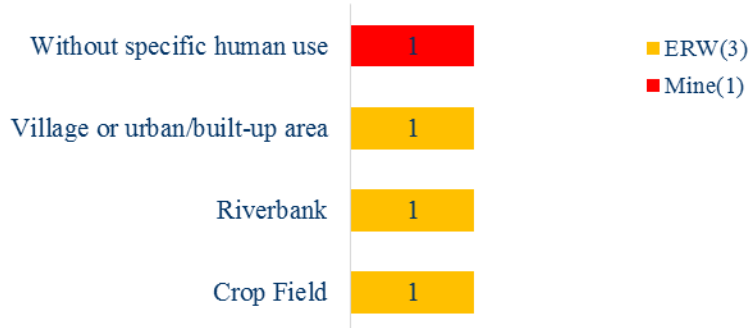 Without specific human use 1
Village or urban/built-up area 1
Riverbank 1
Crop Field 1
ERW(3)
Mine(1)